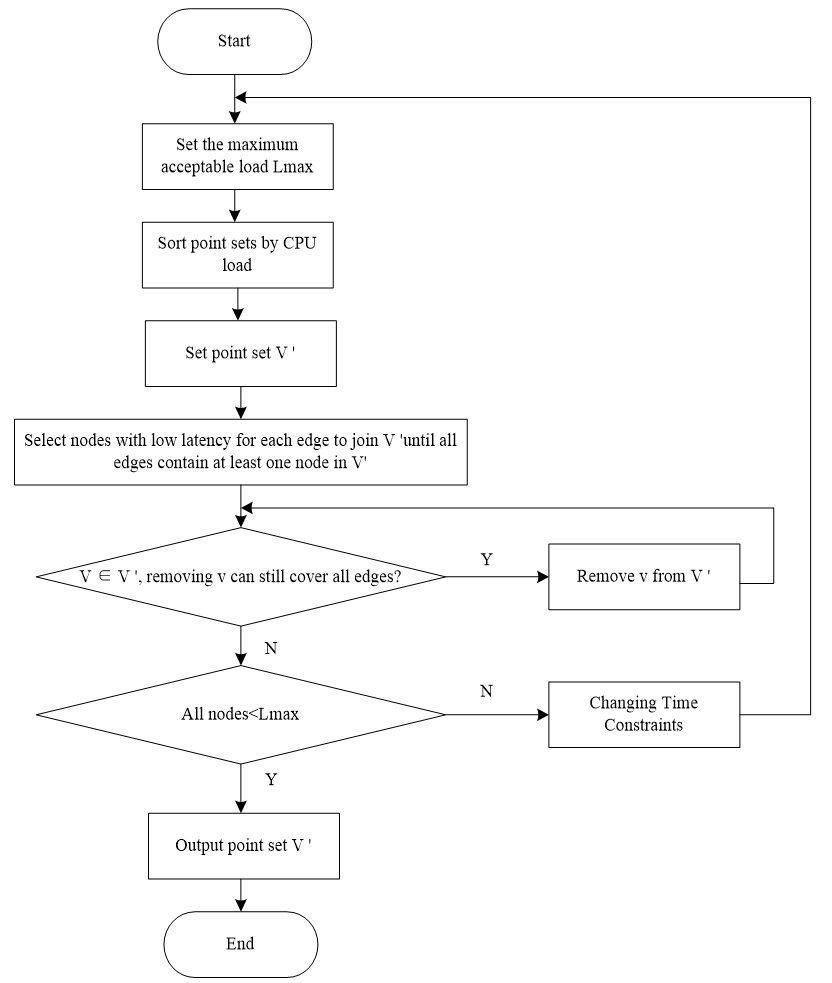 Start
Set the maximum
acceptable load Lmax
Sort point sets by CPU
load
Set point set V '
Select nodes with low latency for each edge to join V 'until all
edges contain at least one node in V'
V ∈ V ', removing v can still cover all edges?
Y
Remove v from V '
N
All nodes<Lmax
N
Changing Time
Constraints
Y
Output point set V '
End